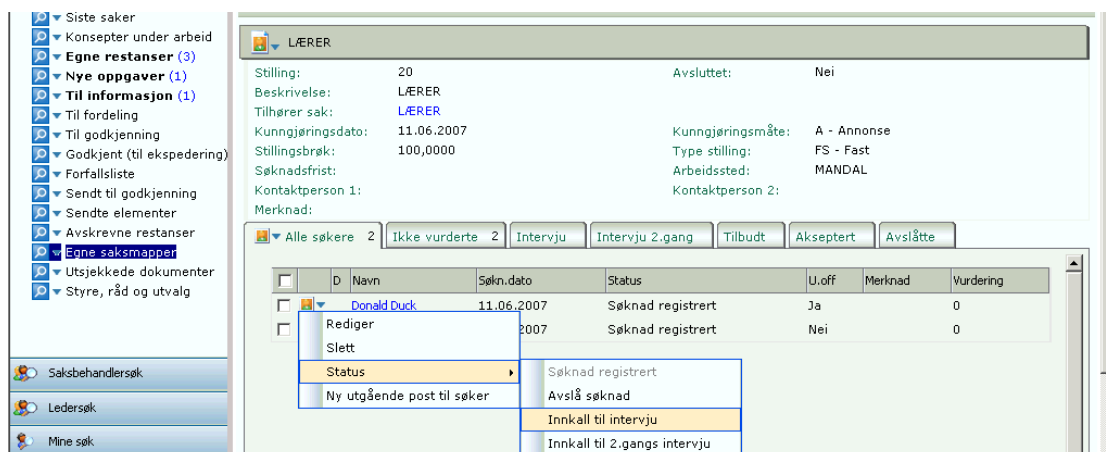 Siste saker
Konsepter under arbeid
Egne restanser (3)
Nye oppgaver (1)
Til informasjon (1)
Til fordeling
Til godkjenning
Godkjent (til ekspedering)
Forfallsliste
Sendt til godkjenning
Sendte elementer
Avskrevne restanser
Egne saksmapper
Utsjekkede dokumenter
Styre, råd og utvalg
Saksbehandlersøk
Ledersøk
Mine søk
LÆRER
Stilling: 20 Avsluttet: Nei
Beskrivelse: LÆRER
Tilhører sak: LÆRER
Kunngjøringsdato: 11.06.2007 Kunngjøringsmåte: A - Annonse
Stillingsbrøk: 100,0000 Type stilling: FS - Fast
Søknadsfrist: Arbeidssted: MANDAL
Kontaktperson 1: Kontaktperson 2:
Merknad:
Alle søkere 2 Ikke vurderte 2 Intervju Intervju 2.gang Tilbudt Akseptert Avslåtte
D Navn Søkn.dato Status U.off Merknad Vurdering
Donald Duck 11.06.2007 Søknad registrert Ja 0
2007 Søknad registrert Nei 0
Rediger
Slett
Status
Ny utgående post til søker
Søknad registrert
Avslå søknad
Innkall til intervju
Innkall til 2.gangs intervju